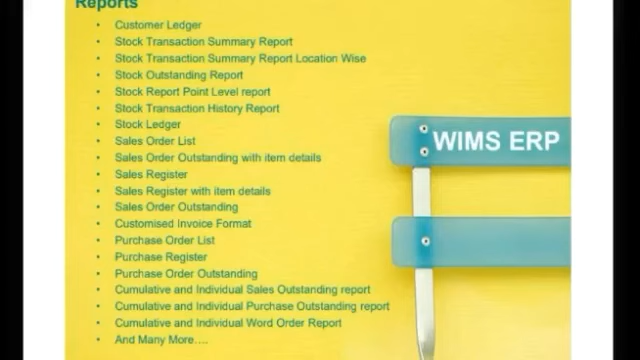 Reports
• Customer Ledger
• Stock Transaction Summary Report
• Stock Transaction Summary Report Location Wise
• Stock Outstanding Report
• Stock Report Point Level report
• Stock Transaction History Report
• Stock Ledger
• Sales Order List
• Sales Order Outstanding with item details
• Sales Register
• Sales Register with item details
• Sales Order Outstanding
• Customised Invoice Format
• Purchase Order List
• Purchase Register
• Purchase Order Outstanding
• Cumulative and Individual Sales Outstanding report
• Cumulative and Individual Purchase Outstanding report
• Cumulative and Individual Word Order Report
• And Many More....
WIMS ERP